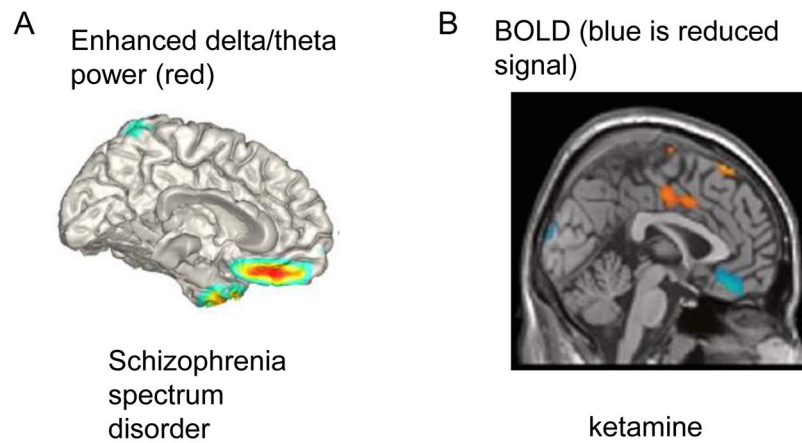 A
Enhanced delta/theta
power (red)
Schizophrenia
spectrum
disorder
B
BOLD (blue is reduced
signal)
ketamine